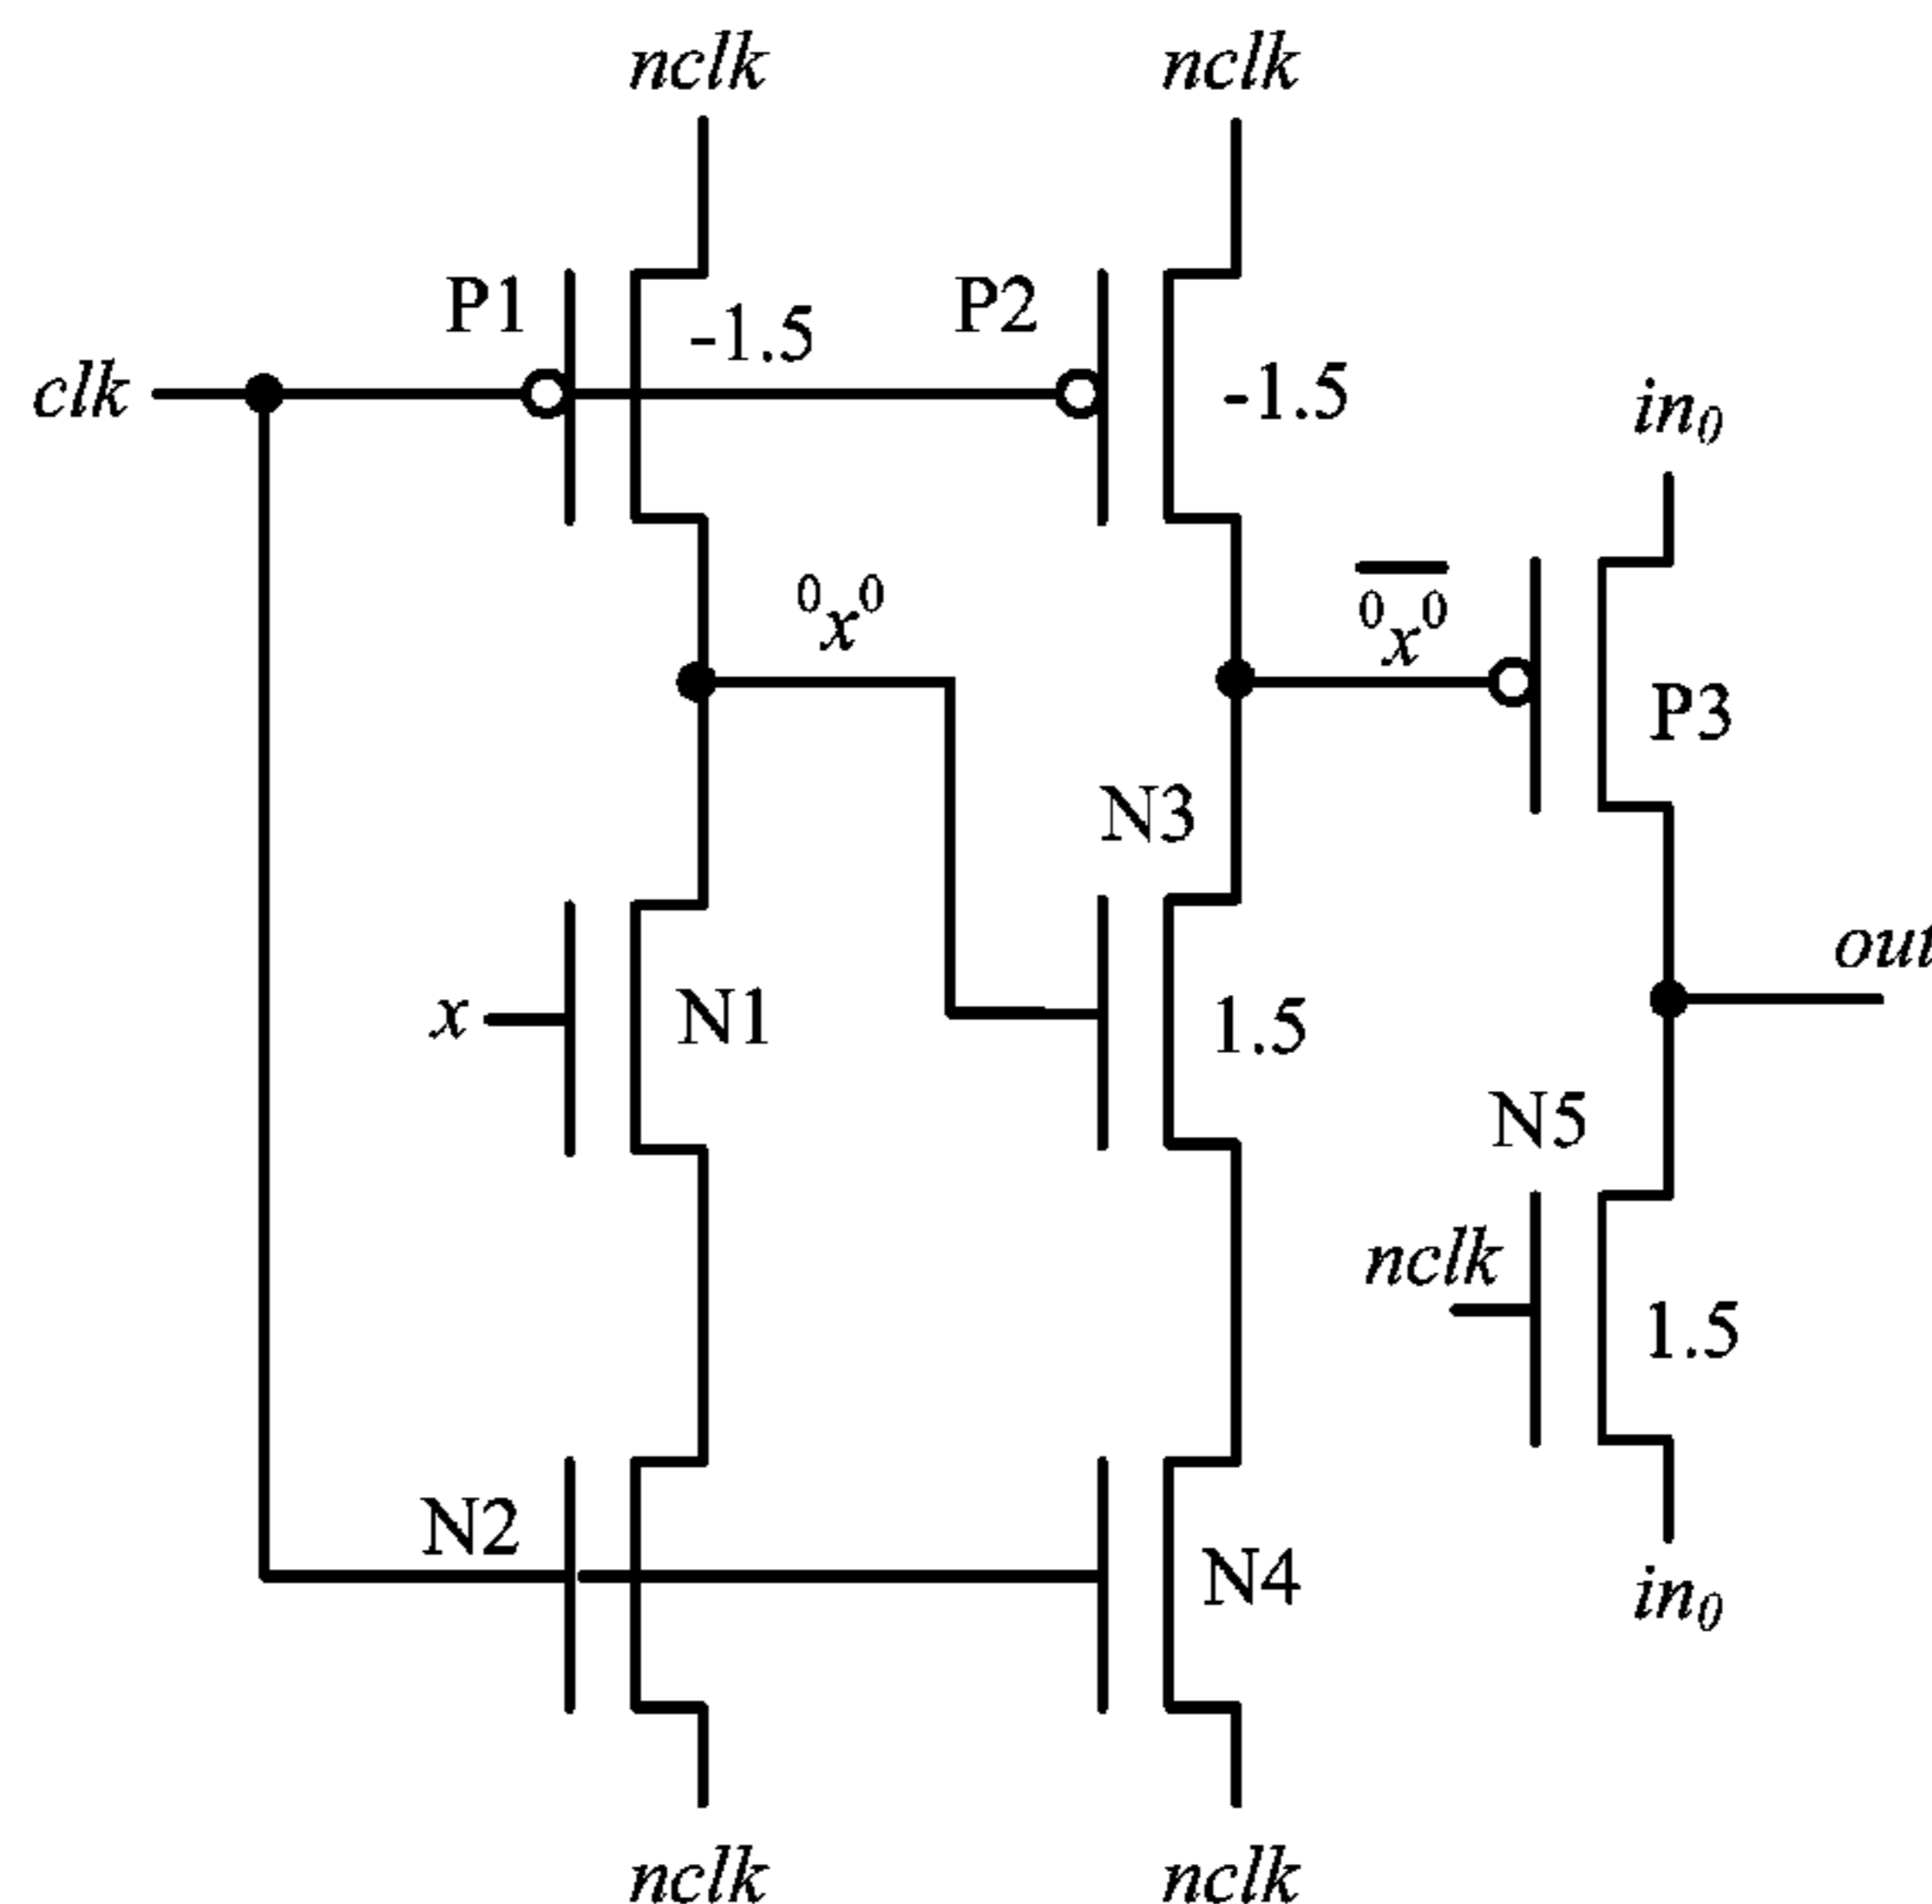 nclk nclk
P1 -1.5 P2 -1.5
clk
in₀
⁰x⁰ \overline{⁰x⁰}
P3
N3
out
x N1 1.5
N5
nclk
1.5
N2 N4
in₀
nclk nclk